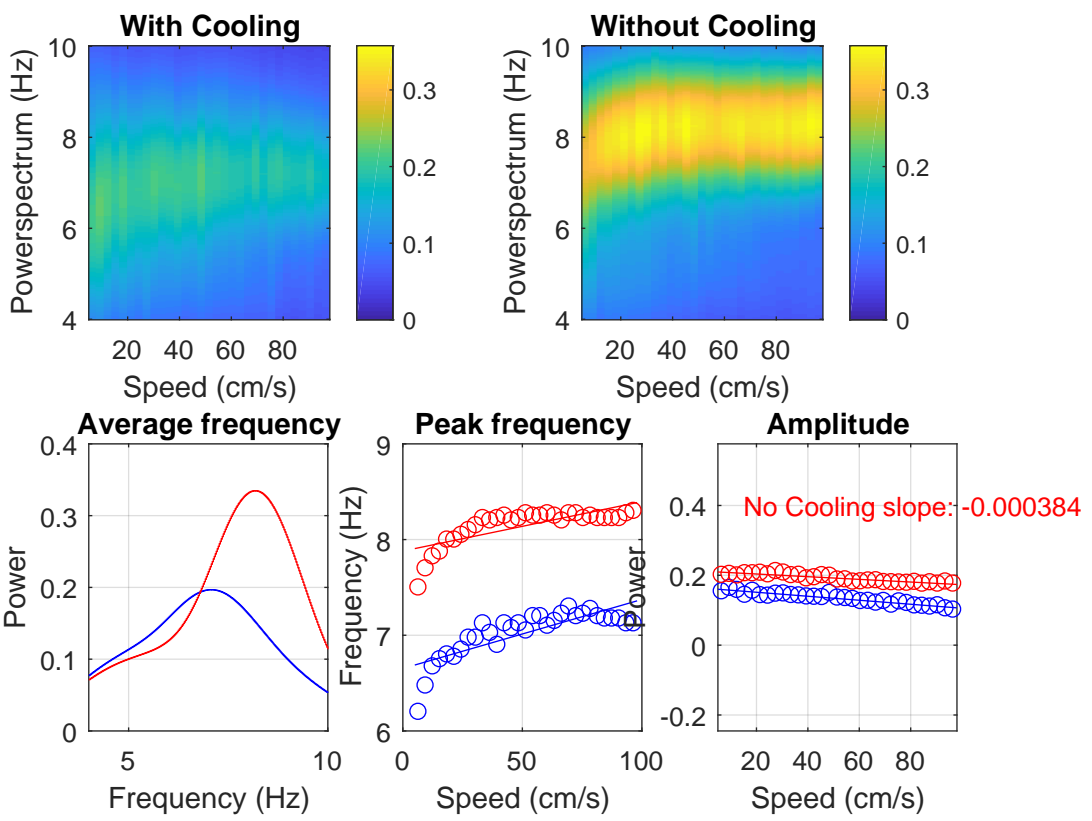 With Cooling
Without Cooling
Powerspectrum (Hz)
10
8
6
4
20 40 60 80
Speed (cm/s)
0.3
0.2
0.1
0
Powerspectrum (Hz)
10
8
6
4
20 40 60 80
Speed (cm/s)
0.3
0.2
0.1
0
Average frequency
Peak frequency
Amplitude
Power
0.4
0.3
0.2
0.1
0
5 10
Frequency (Hz)
Frequency (Hz)
9
8
7
6
0 50 100
Speed (cm/s)
Power
0.4
0.2
0
-0.2
No Cooling slope: -0.000384
20 40 60 80
Speed (cm/s)